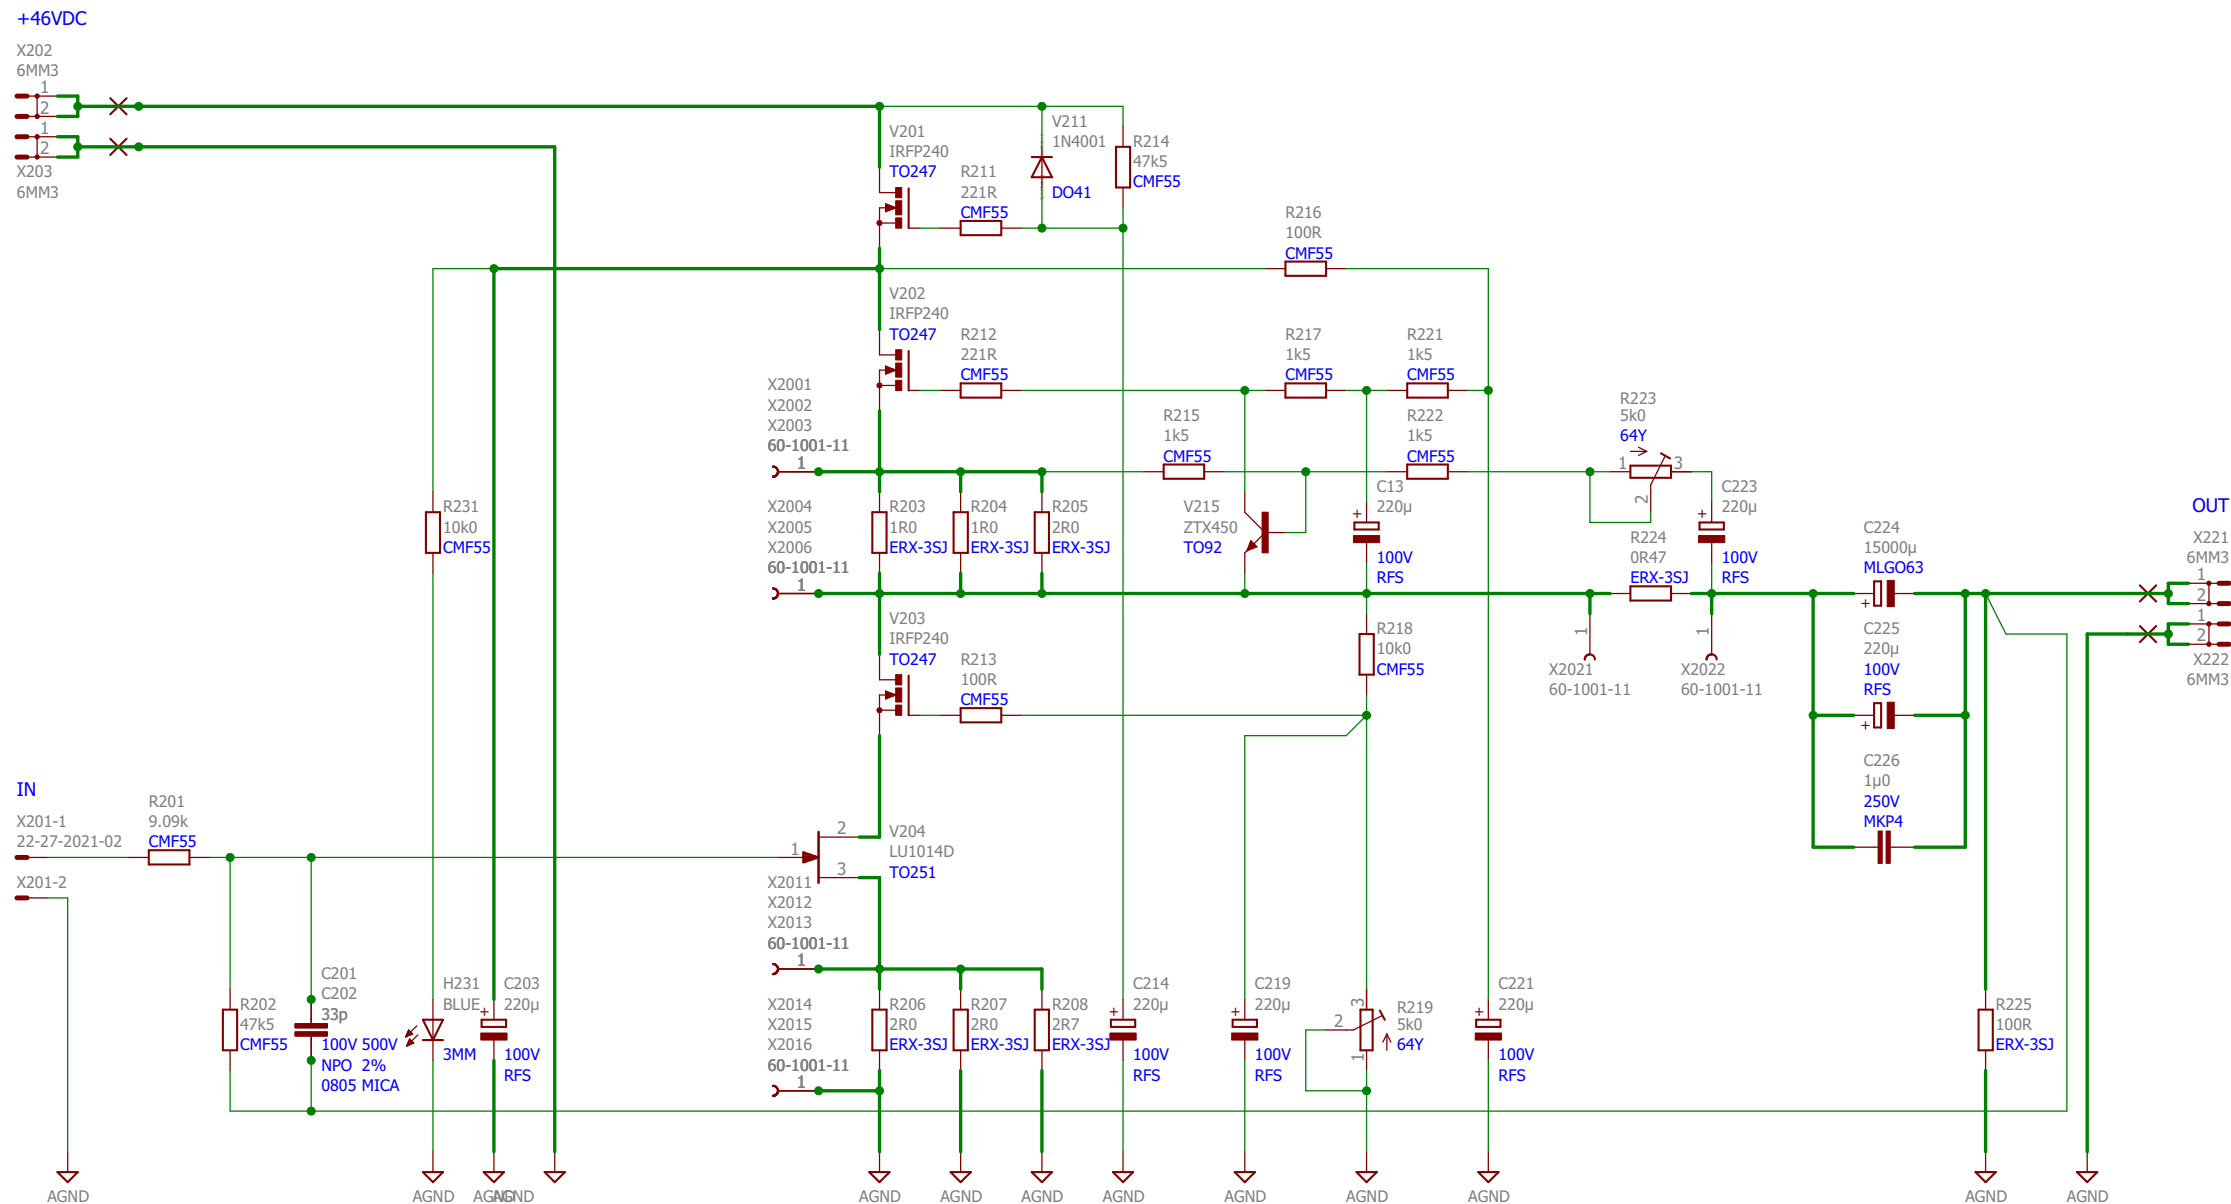 +46VDC
X202
6MM3
1
2
1
2
X203
6MM3
V201
IRFP240
TO247
R211
221R
CMF55
V211
1N4001
DO41
R214
47k5
CMF55
R216
100R
CMF55
V202
IRFP240
TO247
R212
221R
CMF55
R217
1k5
CMF55
R221
1k5
CMF55
X2001
X2002
X2003
60-1001-11
1
R215
1k5
CMF55
R222
1k5
CMF55
R223
5k0
64Y
1
3
2
R231
10k0
CMF55
X2004
X2005
X2006
60-1001-11
1
R203
1R0
ERX-3SJ
R204
1R0
ERX-3SJ
R205
2R0
ERX-3SJ
V215
ZTX450
TO92
C13
220µ
+
100V
RFS
R224
0R47
ERX-3SJ
C223
220µ
+
100V
RFS
C224
15000µ
MLGO63
+
OUT
X221
6MM3
1
2
1
2
X222
6MM3
V203
IRFP240
TO247
R213
100R
CMF55
R218
10k0
CMF55
1
X2021
60-1001-11
1
X2022
60-1001-11
C225
220µ
100V
RFS
+
C226
1µ0
250V
MKP4
IN
X201-1
22-27-2021-02
R201
9.09k
CMF55
X201-2
1
2
3
V204
LU1014D
TO251
X2011
X2012
X2013
60-1001-11
1
R202
47k5
CMF55
C201
C202
33p
100V 500V
NPO 2%
0805 MICA
H231
BLUE
3MM
C203
220µ
+
100V
RFS
X2014
X2015
X2016
60-1001-11
1
R206
2R0
ERX-3SJ
R207
2R0
ERX-3SJ
R208
2R7
ERX-3SJ
C214
220µ
+
100V
RFS
C219
220µ
+
100V
RFS
3
2
1
R219
5k0
64Y
C221
220µ
+
100V
RFS
R225
100R
ERX-3SJ
AGND
AGND
AGND
AGND
AGND
AGND
AGND
AGND
AGND
AGND
AGND
AGND
AGND